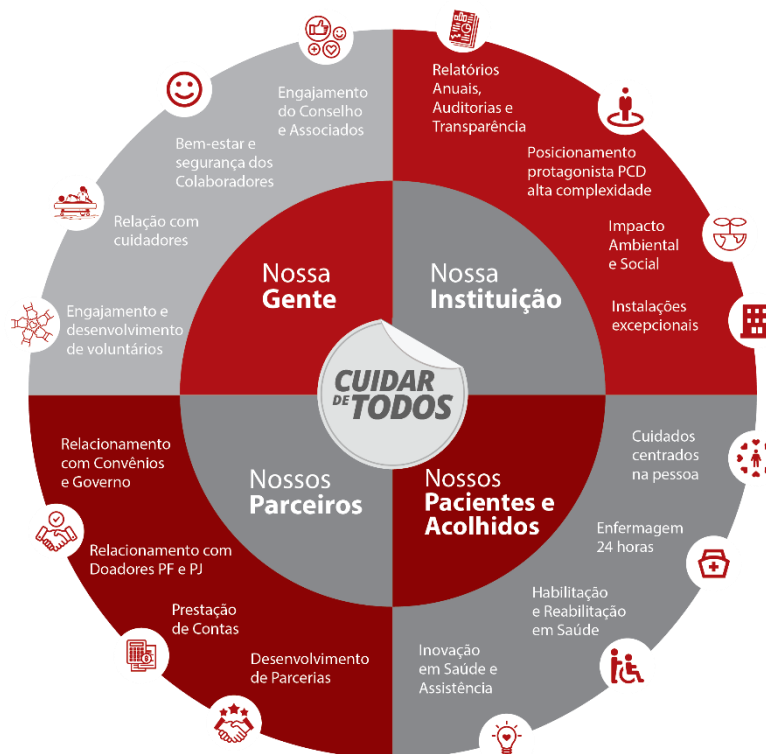 Engajamento
do Conselho
e Associados
Bem-estar e
segurança dos
Colaboradores
Relação com
cuidadores
Engajamento e
desenvolvimento
de voluntários
Relatórios
Anuais,
Auditorias e
Transparência
Posicionamento
protagonista PCD
alta complexidade
Impacto
Ambiental
e Social
Instalações
excepcionais
Nossa
Gente
Nossa
Instituição
CUIDAR
DE TODOS
Nossos
Parceiros
Nossos
Pacientes e
Acolhidos
Relacionamento
com Convênios
e Governo
Relacionamento com
Doadores PF e PJ
Prestação
de Contas
Desenvolvimento
de Parcerias
Cuidados
centrados
na pessoa
Enfermagem
24 horas
Habilitação
e Reabilitação
em Saúde
Inovação
em Saúde e
Assistência